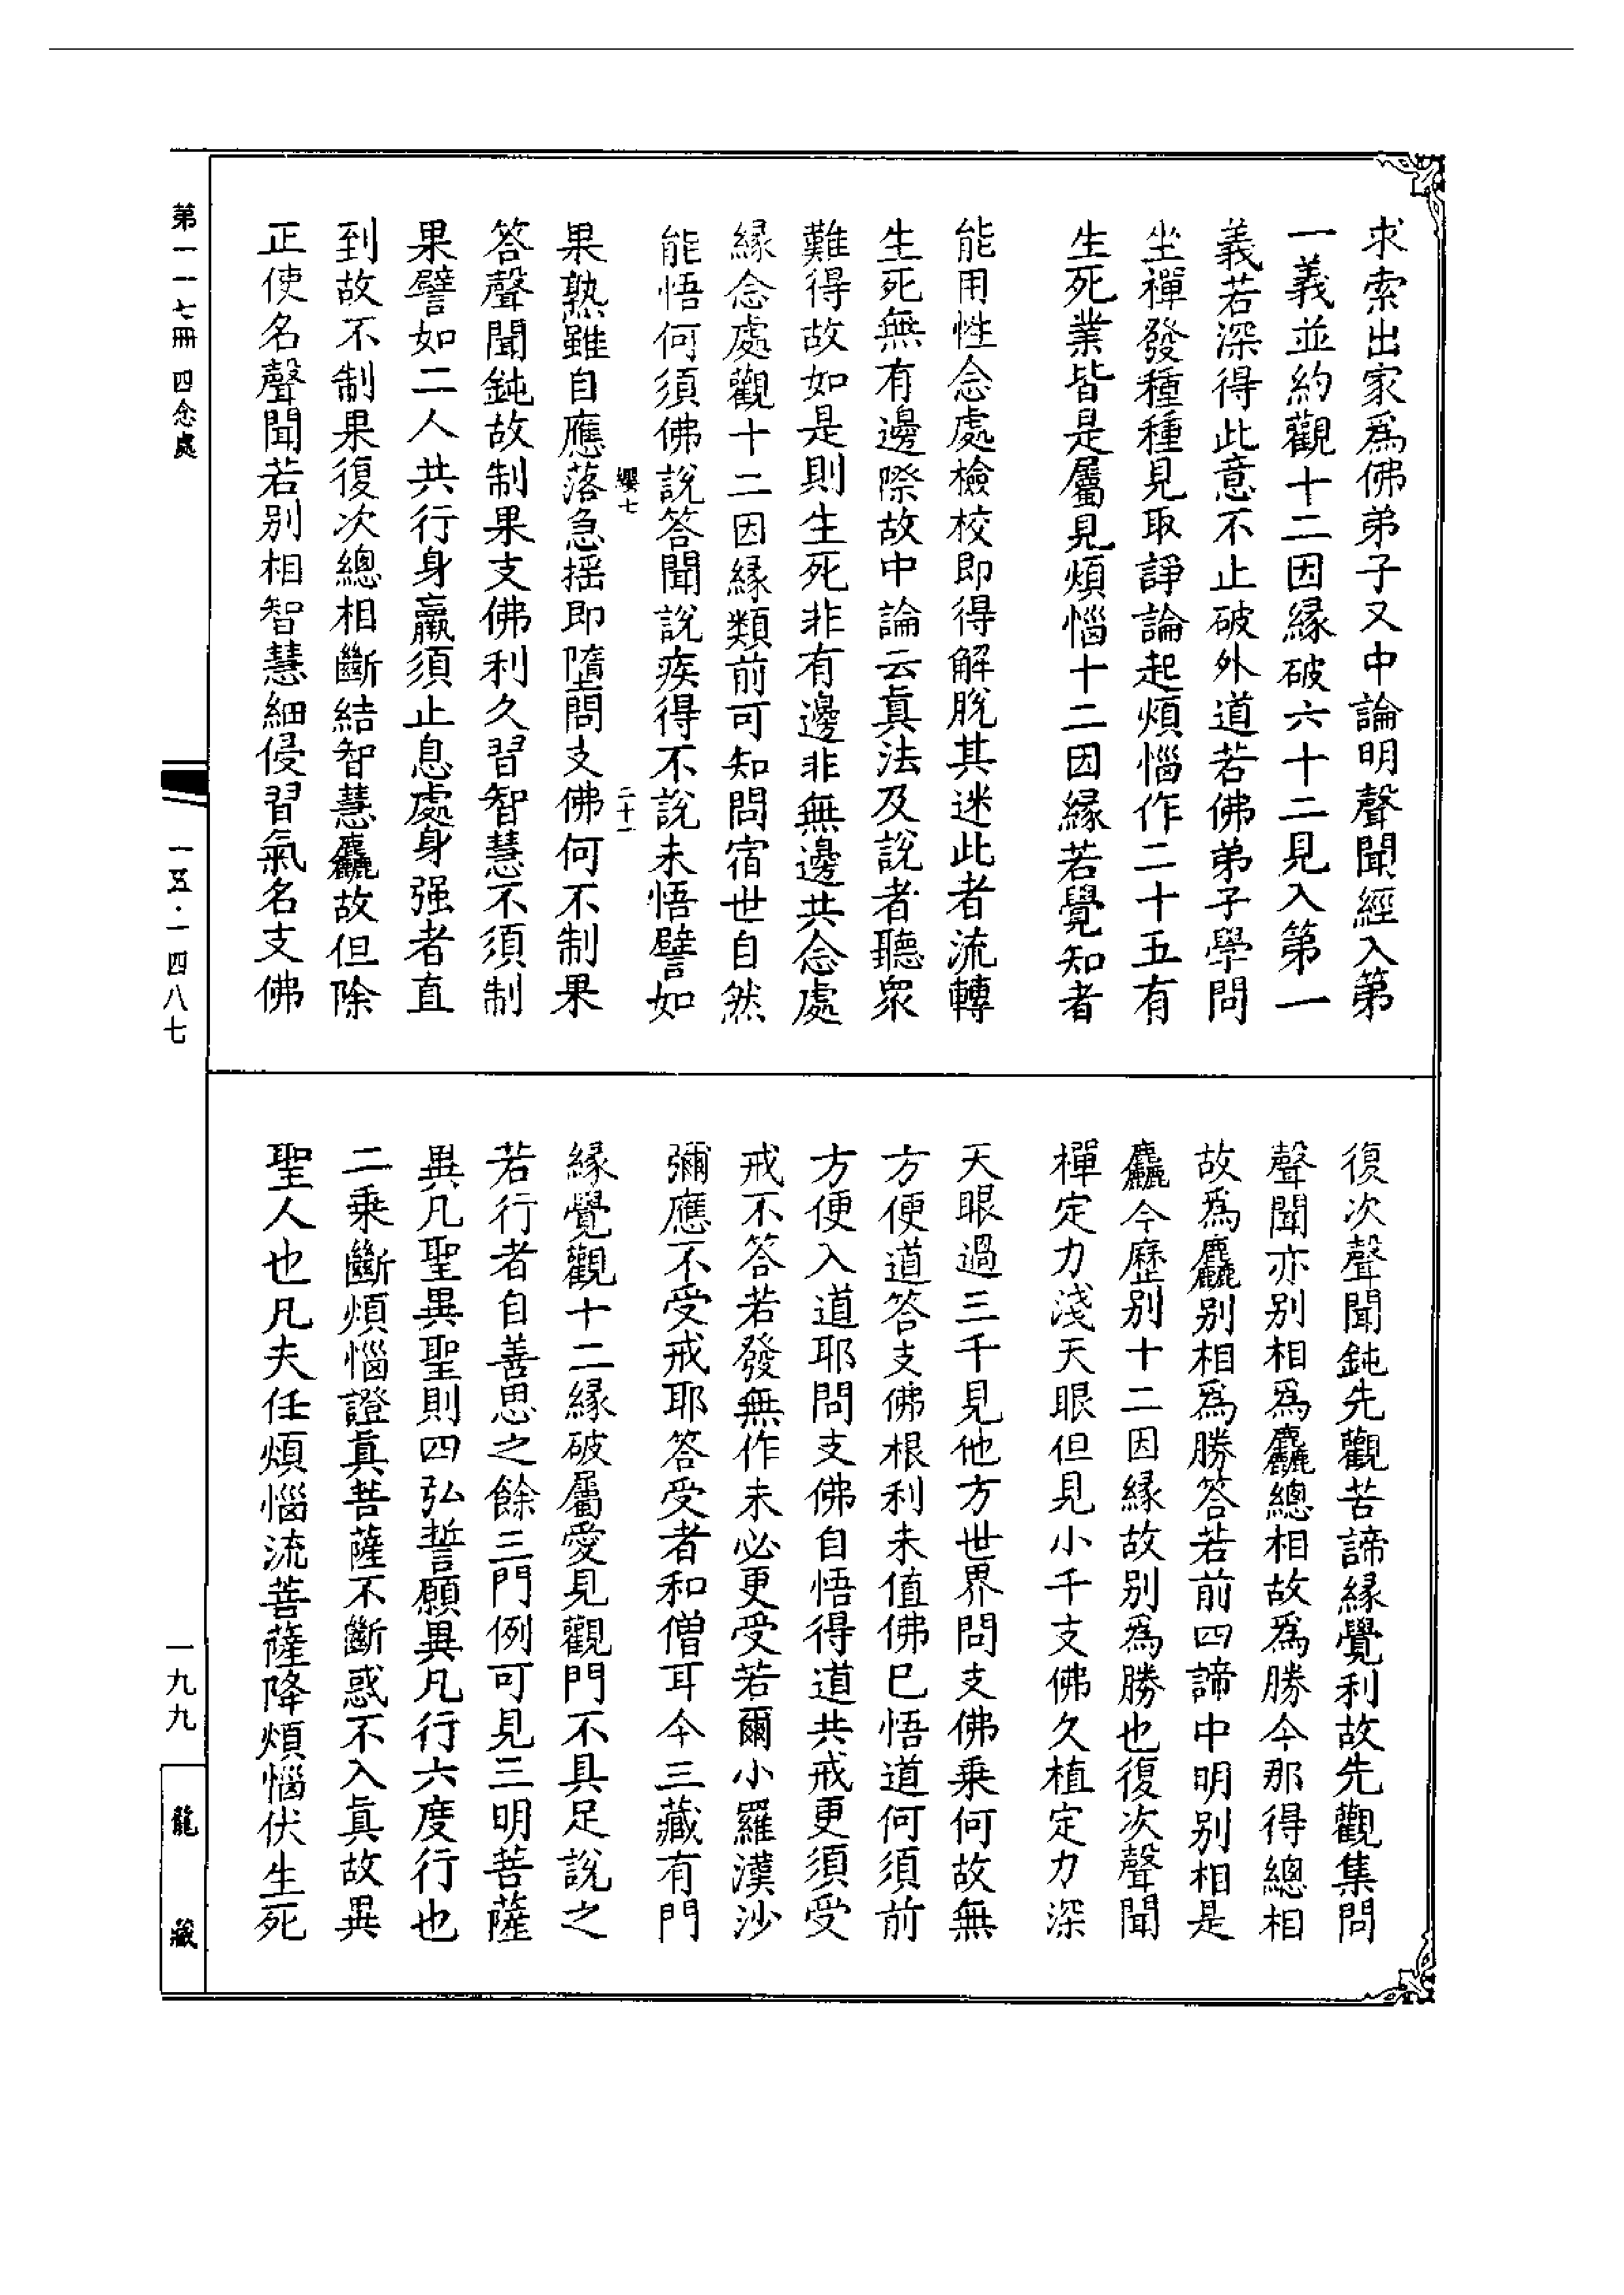 求索出家爲佛弟子又中論明聲聞經入第
一義並約觀十二因緣破六十二見入第一
義若深得此意不止破外道若佛弟子學問
坐禪發種種見取諍論起煩惱作二十五有
生死業皆是屬見煩惱十二因緣若覺知者
能用性念處檢校即得解脫其迷此者流轉
生死無有邊際故中論云眞法及說者聽衆
難得故如是則生死非有邊非無邊共念處
緣念處觀十二因緣類前可知問宿世自然
能悟何須佛說答聞說疾得不說未悟譬如
纓七
二十一
果熟雖自應落急搖即墮問支佛何不制果
答聲聞鈍故制果支佛利久習智慧不須制
果譬如二人共行身羸須止息處身强者直
到故不制果復次總相斷結智慧麤故但除
正使名聲聞若別相智慧細侵習氣名支佛
復次聲聞鈍先觀苦諦緣覺利故先觀集問
聲聞亦別相爲麤總相故爲勝今那得總相
故爲麤別相爲勝答若前四諦中明別相是
麤今歷別十二因緣故別爲勝也復次聲聞
禪定力淺天眼但見小千支佛久植定力深
天眼過三千見他方世界問支佛乗何故無
方便道答支佛根利未值佛已悟道何須前
方便入道耶問支佛自悟得道共戒更須受
戒不答若發無作未必更受若爾小羅漢沙
彌應不受戒耶答受者和僧耳今三藏有門
緣覺觀十二緣破屬愛見觀門不具足說之
若行者自善思之餘三門例可見三明菩薩
異凡聖異聖則四弘誓願異凡行六度行也
二乗斷煩惱證眞菩薩不斷惑不入眞故異
聖人也凡夫任煩惱流菩薩降煩惱伏生死
第一一七冊 四念處
一五·一四八七
一九九
龍藏